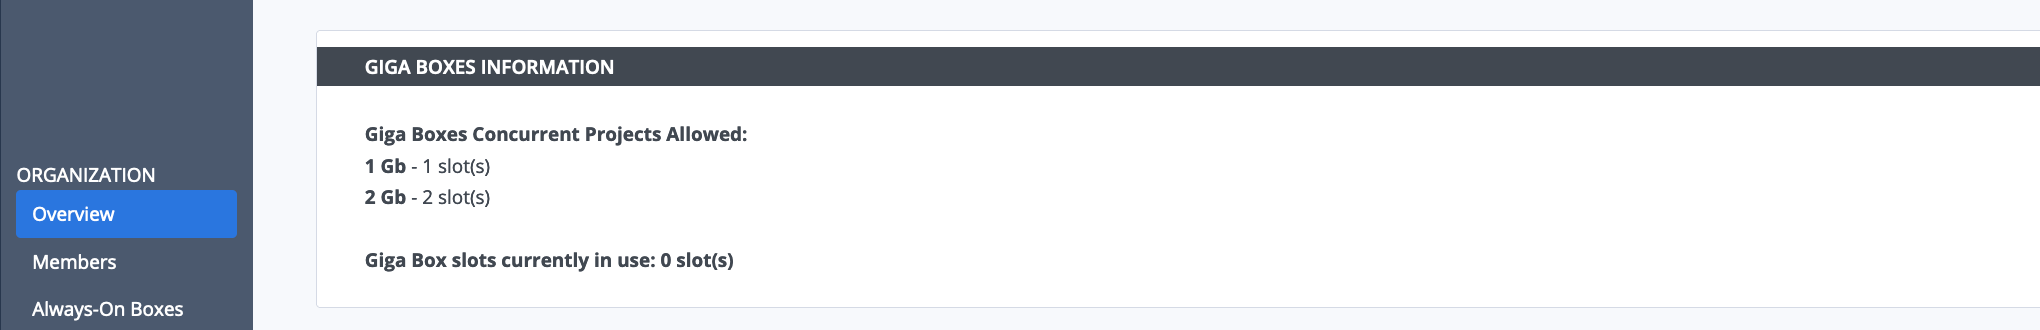 ORGANIZATION
Overview
Members
Always-On Boxes
GIGA BOXES INFORMATION
Giga Boxes Concurrent Projects Allowed:
1 Gb - 1 slot(s)
2 Gb - 2 slot(s)
Giga Box slots currently in use: 0 slot(s)